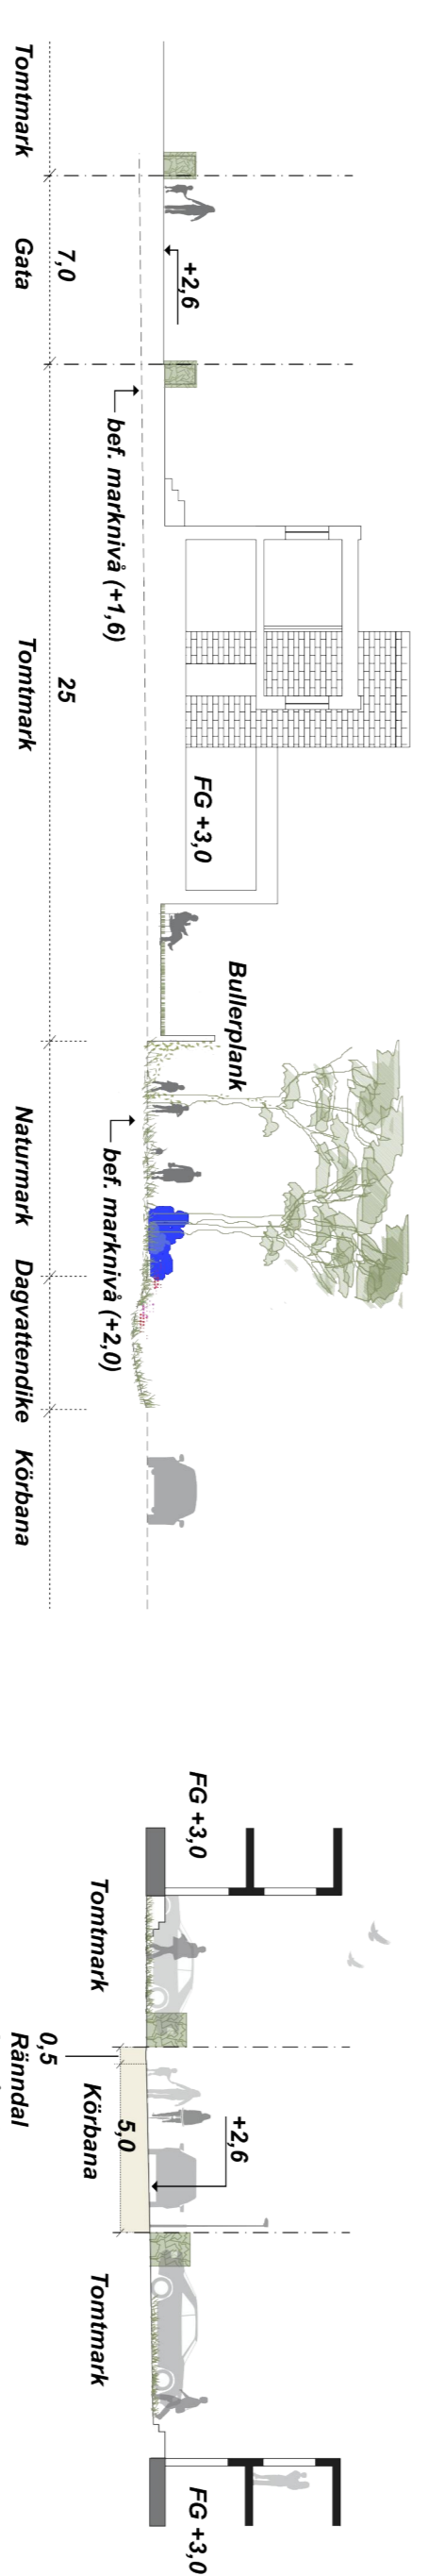 +2,6
bef. marknivå (+1,6)
FG +3,0
Bullerplank
bef. marknivå (+2,0)
7,0
25
Tomtmark
Gata
Tomtmark
Naturmark
Dagvattendike
Körbana
FG +3,0
+2,6
FG +3,0
Tomtmark
5,0
Körbana
Tomtmark
0,5
Ränndal